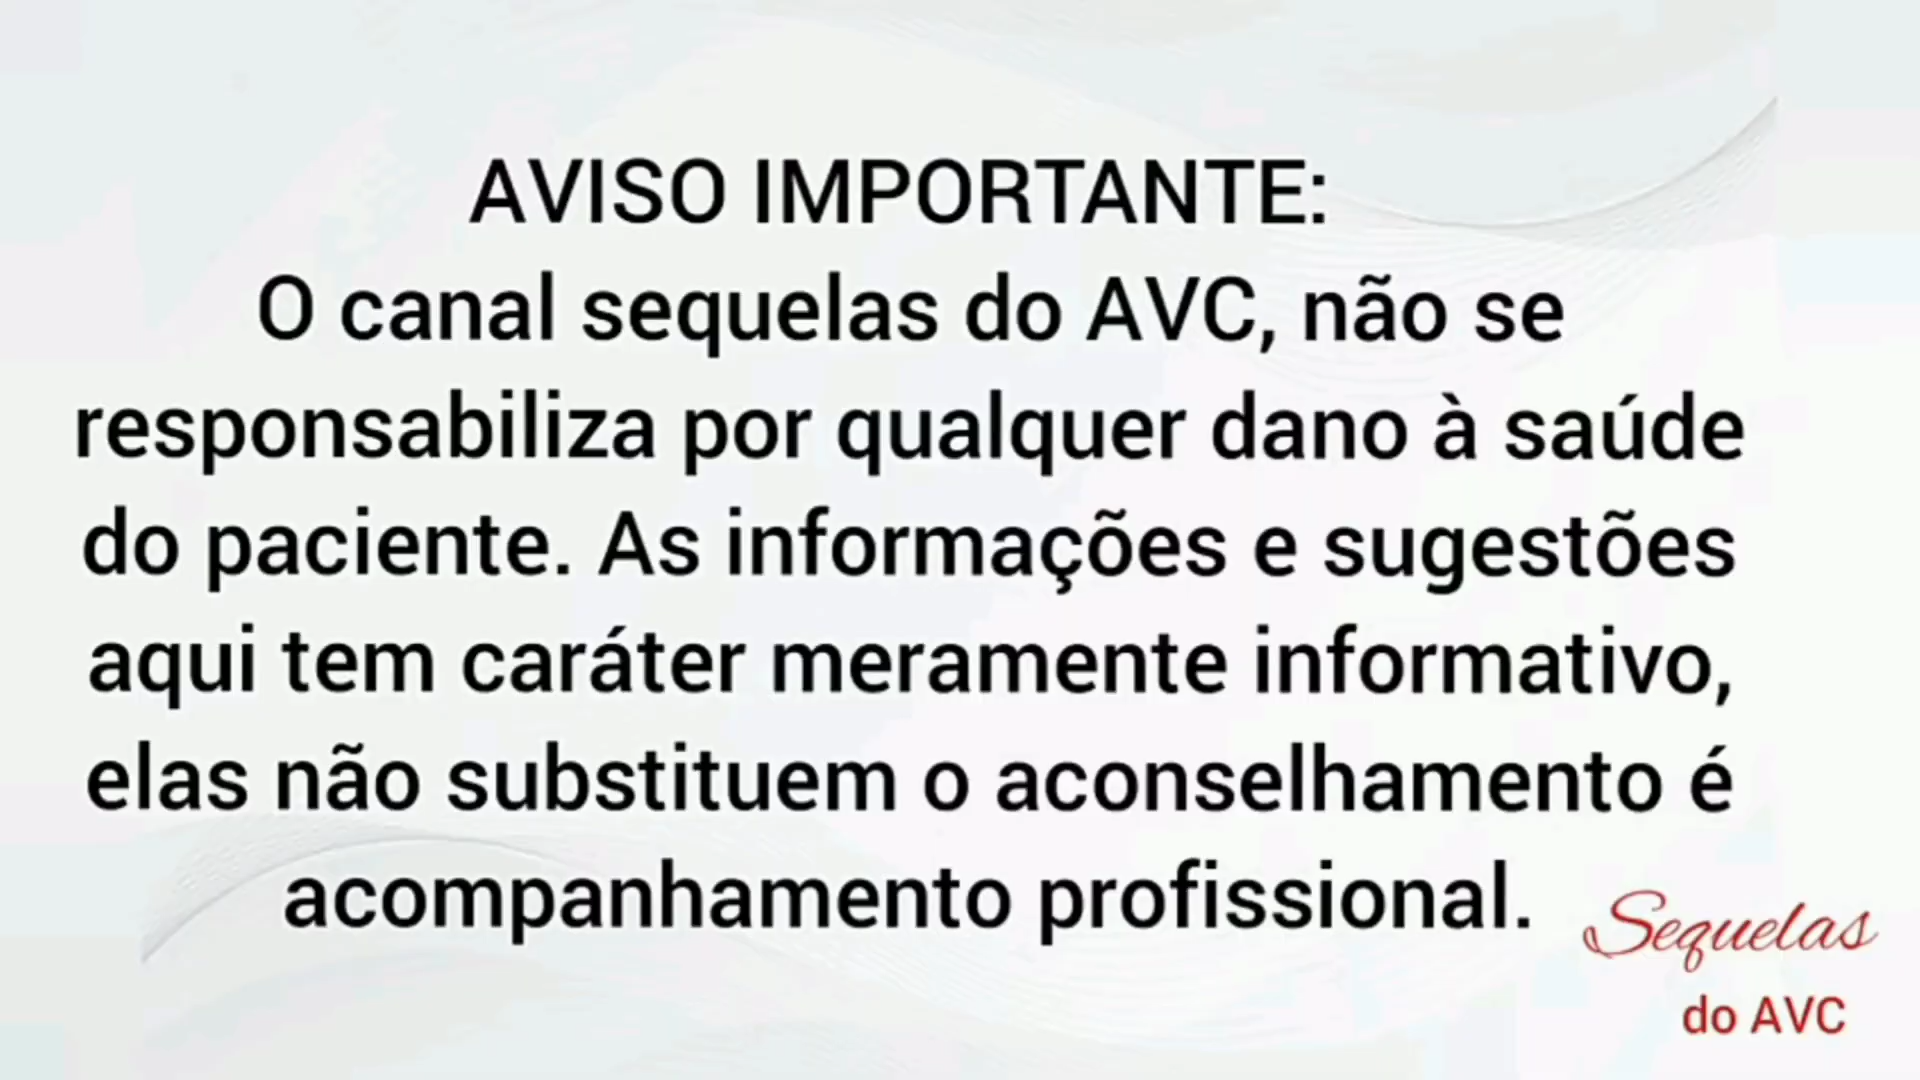 AVISO IMPORTANTE:
O canal sequelas do AVC, não se
responsabiliza por qualquer dano à saúde
do paciente. As informações e sugestões
aqui tem caráter meramente informativo,
elas não substituem o aconselhamento é
acompanhamento profissional.
Sequelas
do AVC